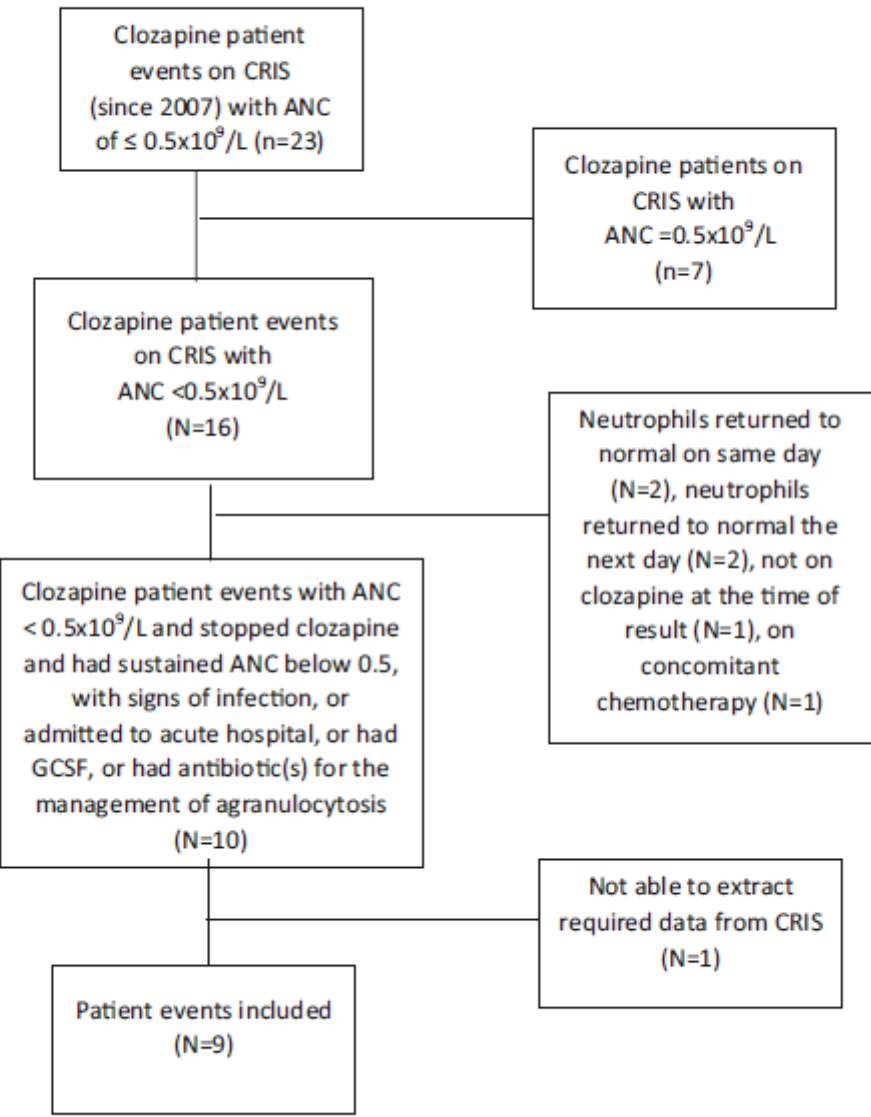 Clozapine patient
events on CRIS
(since 2007) with ANC
of ≤ 0.5x10⁹/L (n=23)
Clozapine patients on
CRIS with
ANC =0.5x10⁹/L
(n=7)
Clozapine patient events
on CRIS with
ANC <0.5x10⁹/L
(N=16)
Neutrophils returned to
normal on same day
(N=2), neutrophils
returned to normal the
next day (N=2), not on
clozapine at the time of
result (N=1), on
concomitant
chemotherapy (N=1)
Clozapine patient events with ANC
< 0.5x10⁹/L and stopped clozapine
and had sustained ANC below 0.5,
with signs of infection, or
admitted to acute hospital, or had
GCSF, or had antibiotic(s) for the
management of agranulocytosis
(N=10)
Not able to extract
required data from CRIS
(N=1)
Patient events included
(N=9)